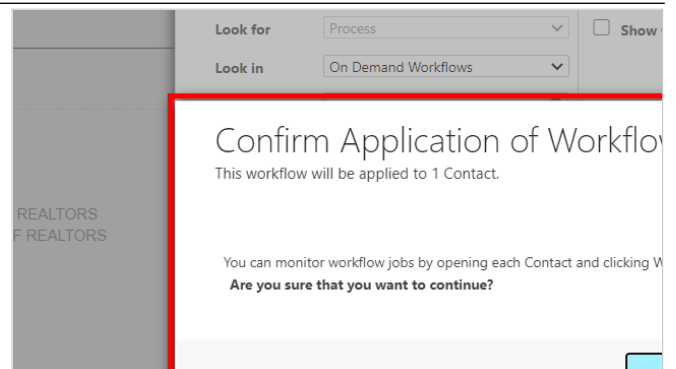 Look for Process Show
Look in On Demand Workflows
Confirm Application of Workflow
This workflow will be applied to 1 Contact.
REALTORS
F REALTORS
You can monitor workflow jobs by opening each Contact and clicking W
Are you sure that you want to continue?